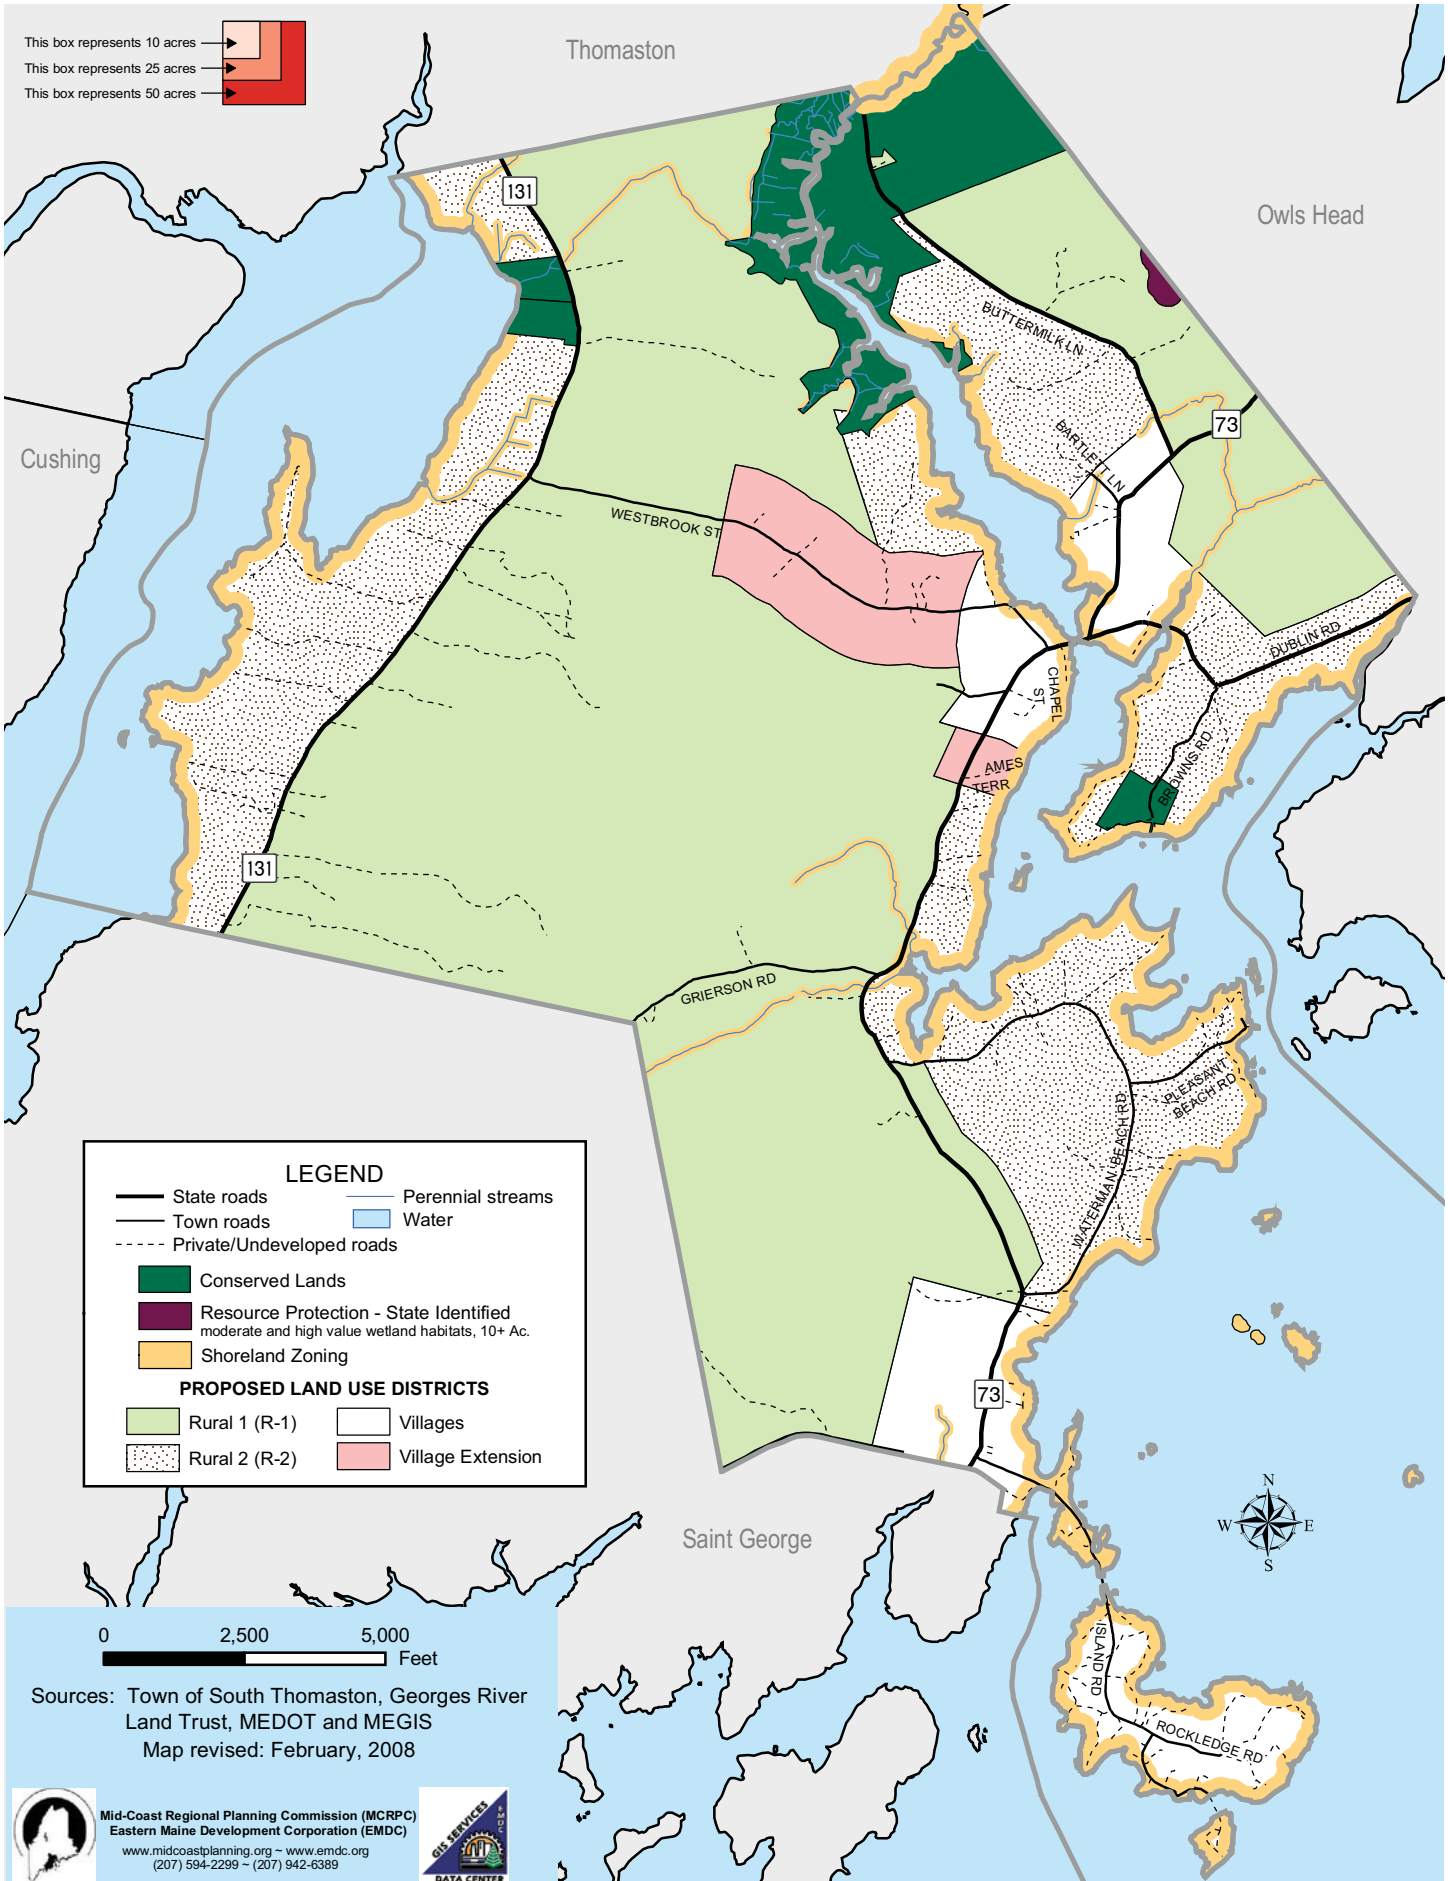 This box represents 10 acres
This box represents 25 acres
This box represents 50 acres
Thomaston
Owls Head
Cushing
Saint George
131
BUTTERMILK LN
73
BARTLETT LN
WESTBROOK ST
DUBLIN RD
CHAPEL
ST
BROWNS RD
AMES
TERR
131
GRIERSON RD
PLEASANT
BEACH RD
WATERMAN BEACH RD
73
ISLAND RD
ROCKLEDGE RD
N
W
E
S
LEGEND
State roads
Perennial streams
Town roads
Water
Private/Undeveloped roads
Conserved Lands
Resource Protection - State Identified
moderate and high value wetland habitats, 10+ Ac.
Shoreland Zoning
PROPOSED LAND USE DISTRICTS
Rural 1 (R-1)
Villages
Rural 2 (R-2)
Village Extension
0 2,500 5,000
Feet
Sources: Town of South Thomaston, Georges River
Land Trust, MEDOT and MEGIS
Map revised: February, 2008
Mid-Coast Regional Planning Commission (MCRPC)
Eastern Maine Development Corporation (EMDC)
www.midcoastplanning.org ~ www.emdc.org
(207) 594-2299 ~ (207) 942-6389
GIS SERVICES
EMDC
DATA CENTER